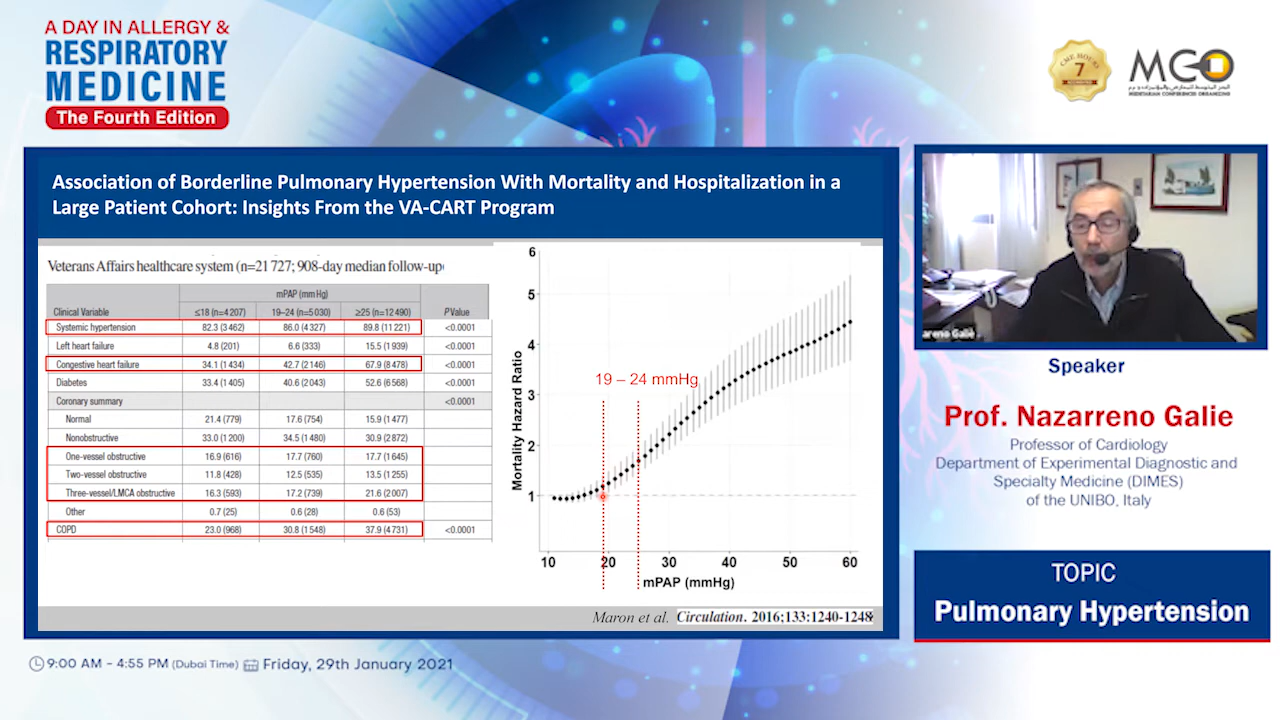 A DAY IN ALLERGY &
RESPIRATORY
MEDICINE
The Fourth Edition
CME HOURS
7
MCO
البحر المتوسط للمعارض والمؤتمرات ذ.م.م
MEDITERIAN CONFERENCES ORGANIZING
Association of Borderline Pulmonary Hypertension With Mortality and Hospitalization in a
Large Patient Cohort: Insights From the VA-CART Program
Veterans Affairs healthcare system (n=21 727; 908-day median follow-up
mPAP (mm Hg)
Clinical Variable ≤18 (n=4207) 19–24 (n=5030) ≥25 (n=12490) P Value
Systemic hypertension 82.3 (3462) 86.0 (4327) 89.8 (11221) <0.0001
Left heart failure 4.8 (201) 6.6 (333) 15.5 (1939) <0.0001
Congestive heart failure 34.1 (1434) 42.7 (2146) 67.9 (8478) <0.0001
Diabetes 33.4 (1405) 40.6 (2043) 52.6 (6568) <0.0001
Coronary summary <0.0001
Normal 21.4 (779) 17.6 (754) 15.9 (1477)
Nonobstructive 33.0 (1200) 34.5 (1480) 30.9 (2872)
One-vessel obstructive 16.9 (616) 17.7 (760) 17.7 (1645)
Two-vessel obstructive 11.8 (428) 12.5 (535) 13.5 (1255)
Three-vessel/LMCA obstructive 16.3 (593) 17.2 (739) 21.6 (2007)
Other 0.7 (25) 0.6 (28) 0.6 (53)
COPD 23.0 (968) 30.8 (1548) 37.9 (4731) <0.0001
6
5
4
3
2
1
Mortality Hazard Ratio
19 – 24 mmHg
10 20 30 40 50 60
mPAP (mmHg)
Maron et al. Circulation. 2016;133:1240-1248
areno Galiè
Speaker
Prof. Nazarreno Galie
Professor of Cardiology
Department of Experimental Diagnostic and
Specialty Medicine (DIMES)
of the UNIBO, Italy
TOPIC
Pulmonary Hypertension
9:00 AM - 4:55 PM (Dubai Time) Friday, 29th January 2021